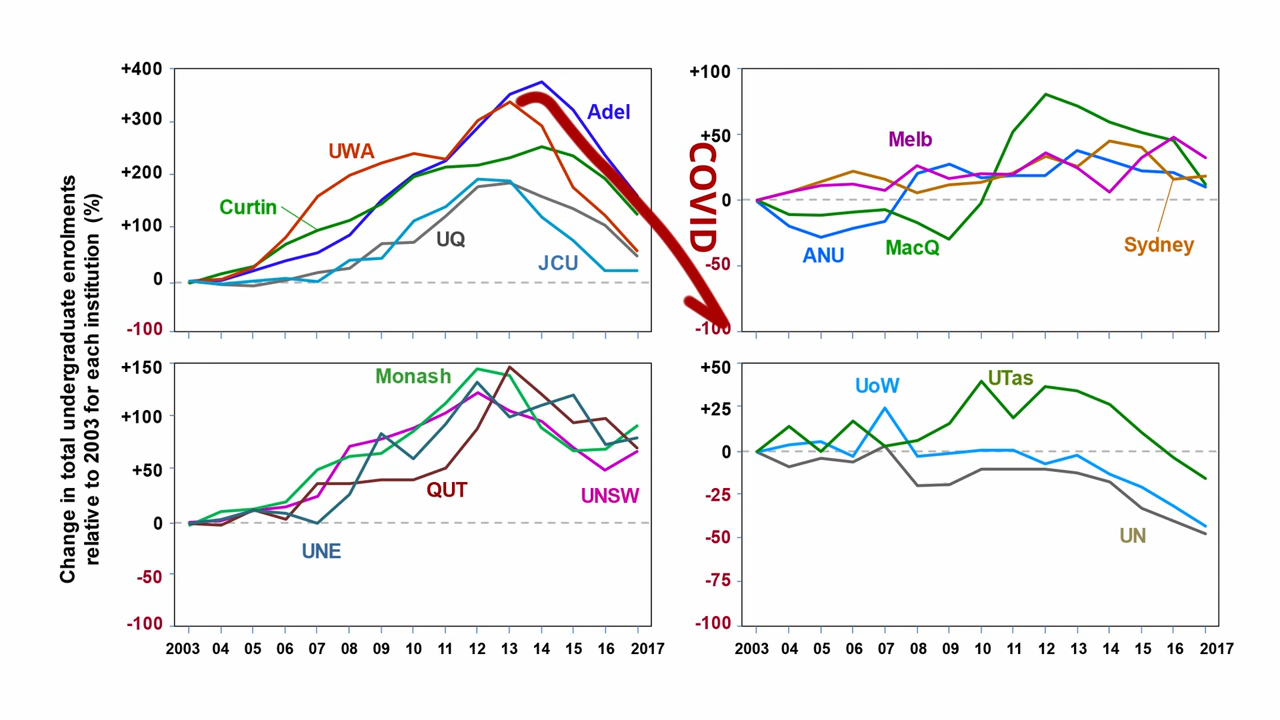 Change in total undergraduate enrolments
relative to 2003 for each institution (%)
+400
+300
+200
+100
0
-100
UWA
Adel
Curtin
UQ
JCU
COVID
+100
+50
0
-50
-100
Melb
ANU
MacQ
Sydney
+150
+100
+50
0
-50
-100
Monash
QUT
UNSW
UNE
2003 04 05 06 07 08 09 10 11 12 13 14 15 16 2017
+50
+25
0
-25
-50
-75
-100
UoW
UTas
UN
2003 04 05 06 07 08 09 10 11 12 13 14 15 16 2017